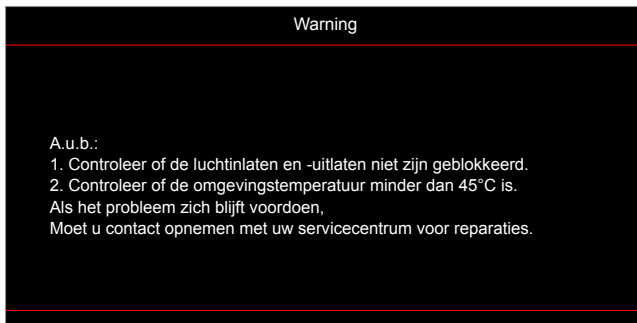 Warning
A.u.b.:
1. Controleer of de luchtinlaten en -uitlaten niet zijn geblokkeerd.
2. Controleer of de omgevingstemperatuur minder dan 45°C is.
Als het probleem zich blijft voordoen,
Moet u contact opnemen met uw servicecentrum voor reparaties.